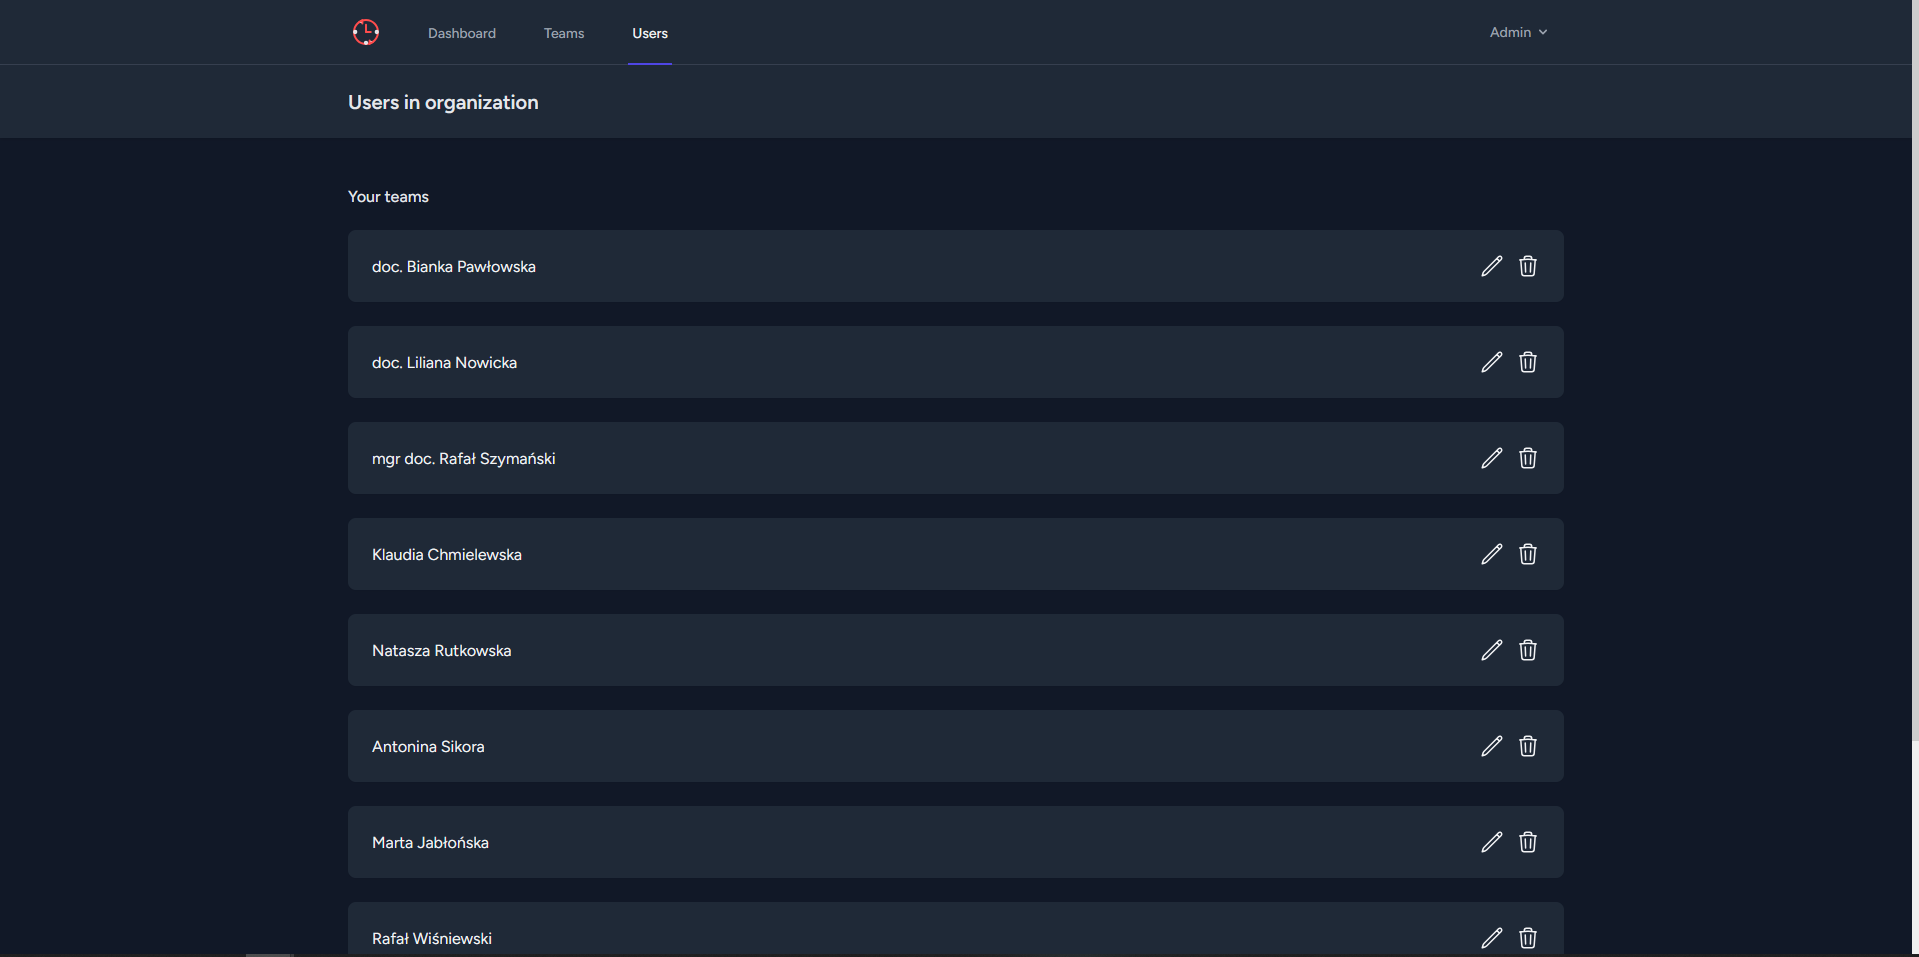 Dashboard Teams Users Admin
Users in organization
Your teams
doc. Bianka Pawłowska
doc. Liliana Nowicka
mgr doc. Rafał Szymański
Klaudia Chmielewska
Natasza Rutkowska
Antonina Sikora
Marta Jabłońska
Rafał Wiśniewski